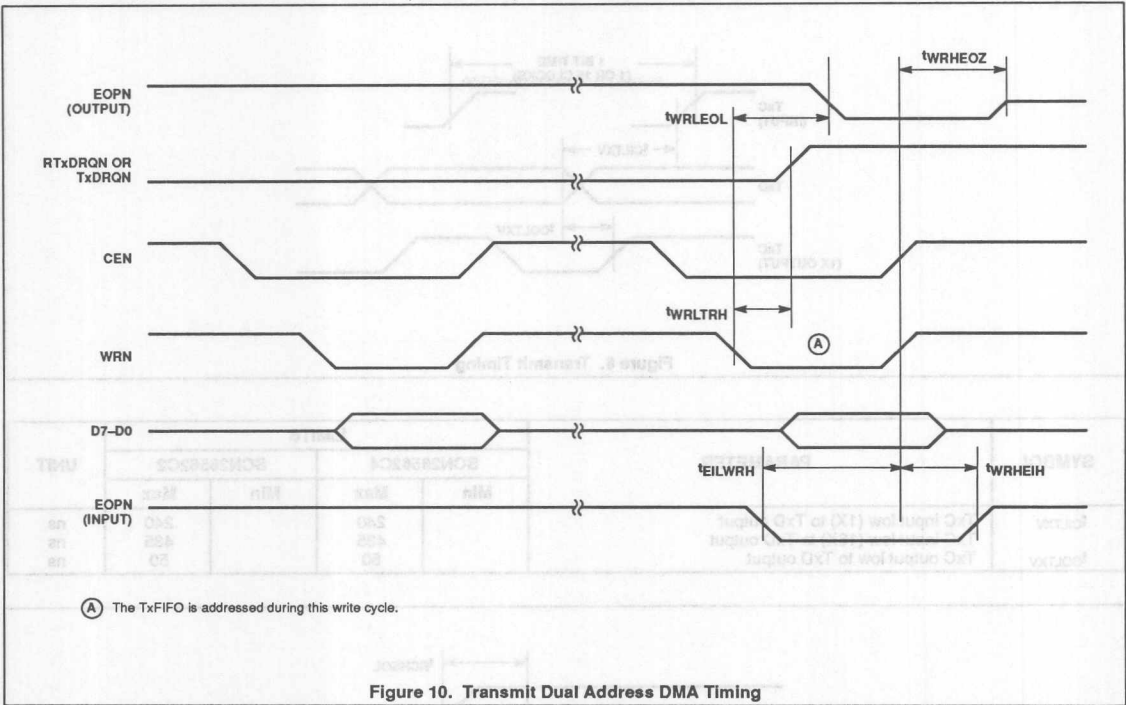 EOPN
(OUTPUT)
tWRHEOZ
tWRLEOL
RTxDRQN OR
TxDRQN
CEN
tWRLTRH
WRN
A
D7–D0
tEILWRH
tWRHEIH
EOPN
(INPUT)
A The TxFIFO is addressed during this write cycle.
Figure 10. Transmit Dual Address DMA Timing